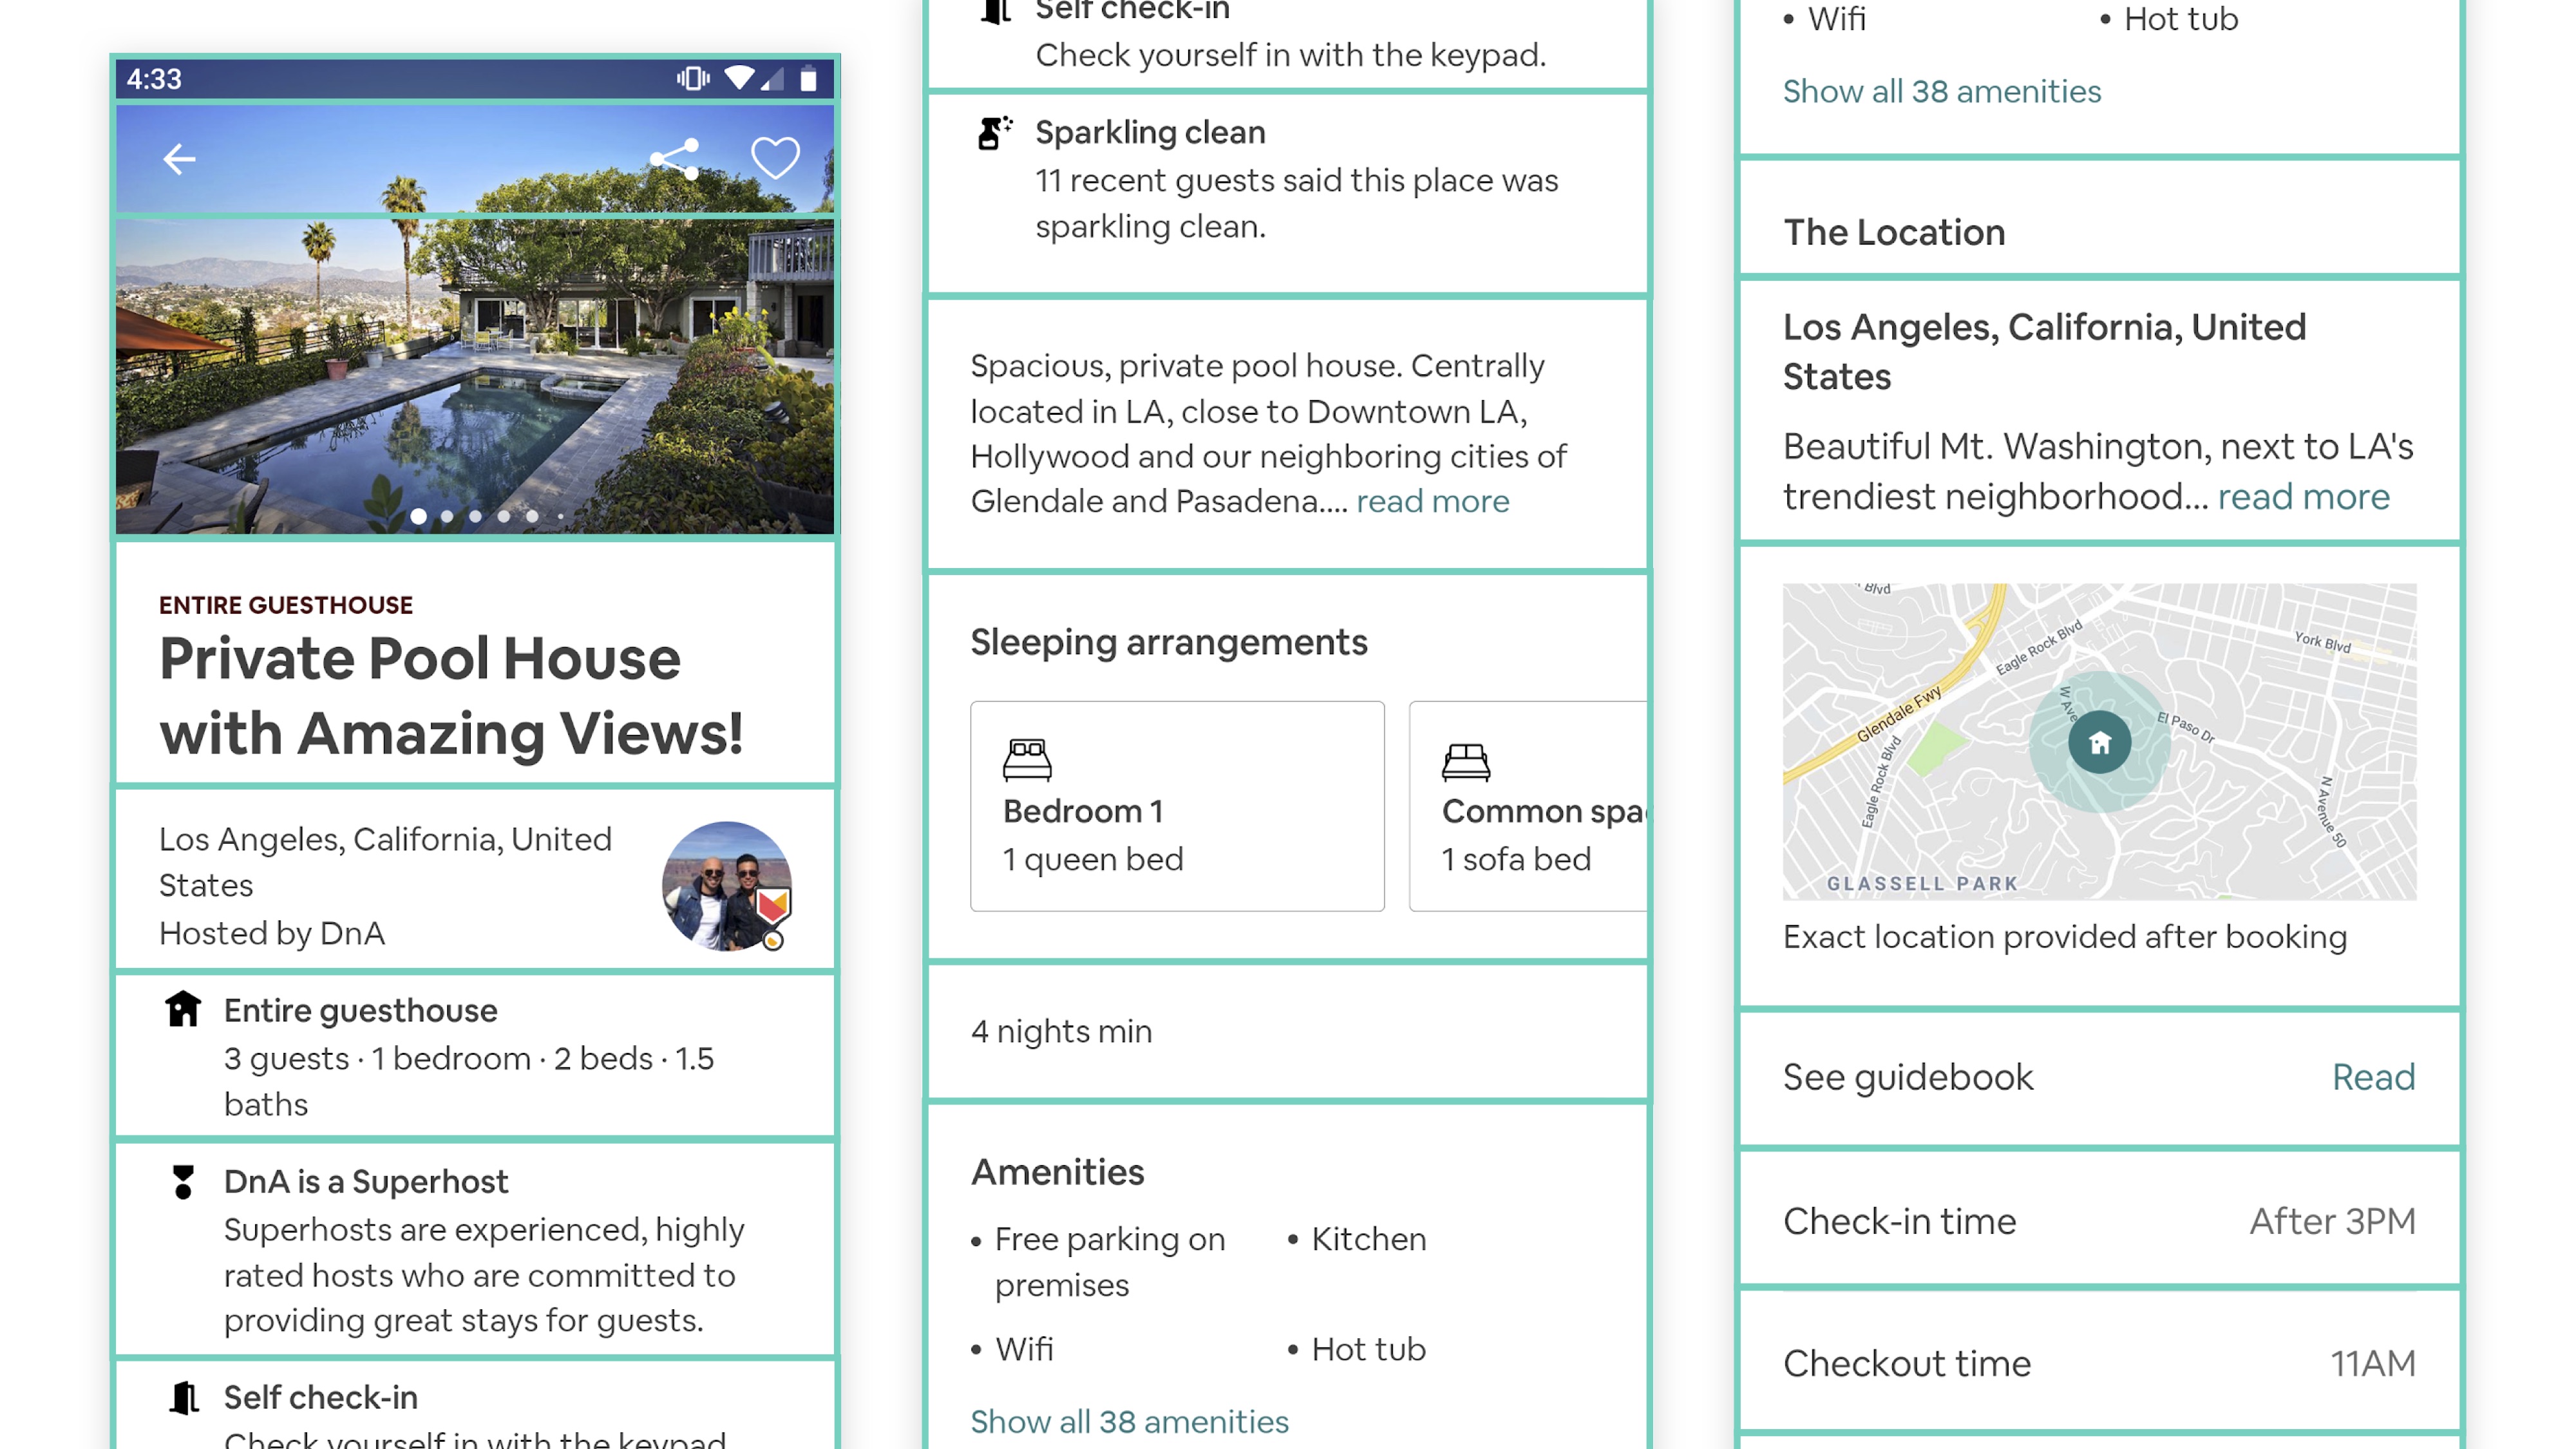 4:33
ENTIRE GUESTHOUSE
Private Pool House
with Amazing Views!
Los Angeles, California, United
States
Hosted by DnA
Entire guesthouse
3 guests · 1 bedroom · 2 beds · 1.5
baths
DnA is a Superhost
Superhosts are experienced, highly
rated hosts who are committed to
providing great stays for guests.
Self check-in
Check yourself in with the keypad
Self check-in
Check yourself in with the keypad.
Sparkling clean
11 recent guests said this place was
sparkling clean.
Spacious, private pool house. Centrally
located in LA, close to Downtown LA,
Hollywood and our neighboring cities of
Glendale and Pasadena.... read more
Sleeping arrangements
Bedroom 1
1 queen bed
Common spa
1 sofa bed
4 nights min
Amenities
• Free parking on
premises
• Kitchen
• Wifi
• Hot tub
Show all 38 amenities
• Wifi
• Hot tub
Show all 38 amenities
The Location
Los Angeles, California, United
States
Beautiful Mt. Washington, next to LA's
trendiest neighborhood... read more
Blvd
Eagle Rock Blvd
York Blvd
Glendale Fwy
W Ave
El Paso Dr
Eagle Rock Blvd
N Avenue 50
GLASSELL PARK
Exact location provided after booking
See guidebook
Read
Check-in time
After 3PM
Checkout time
11AM